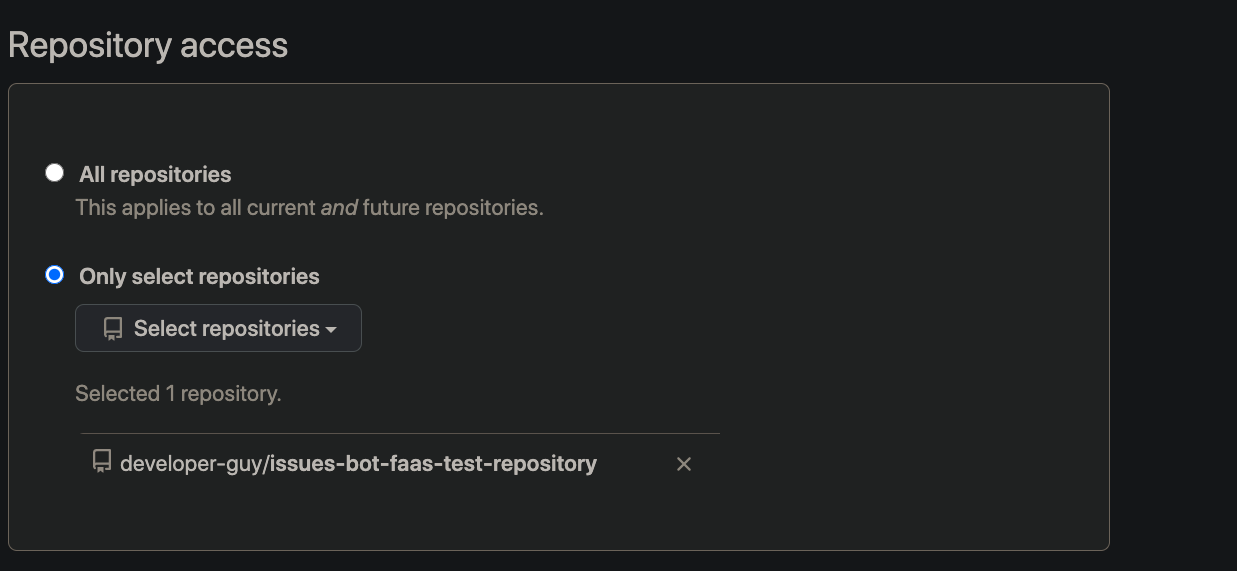 Repository access
All repositories
This applies to all current and future repositories.
Only select repositories
Select repositories
Selected 1 repository.
developer-guy/issues-bot-faas-test-repository